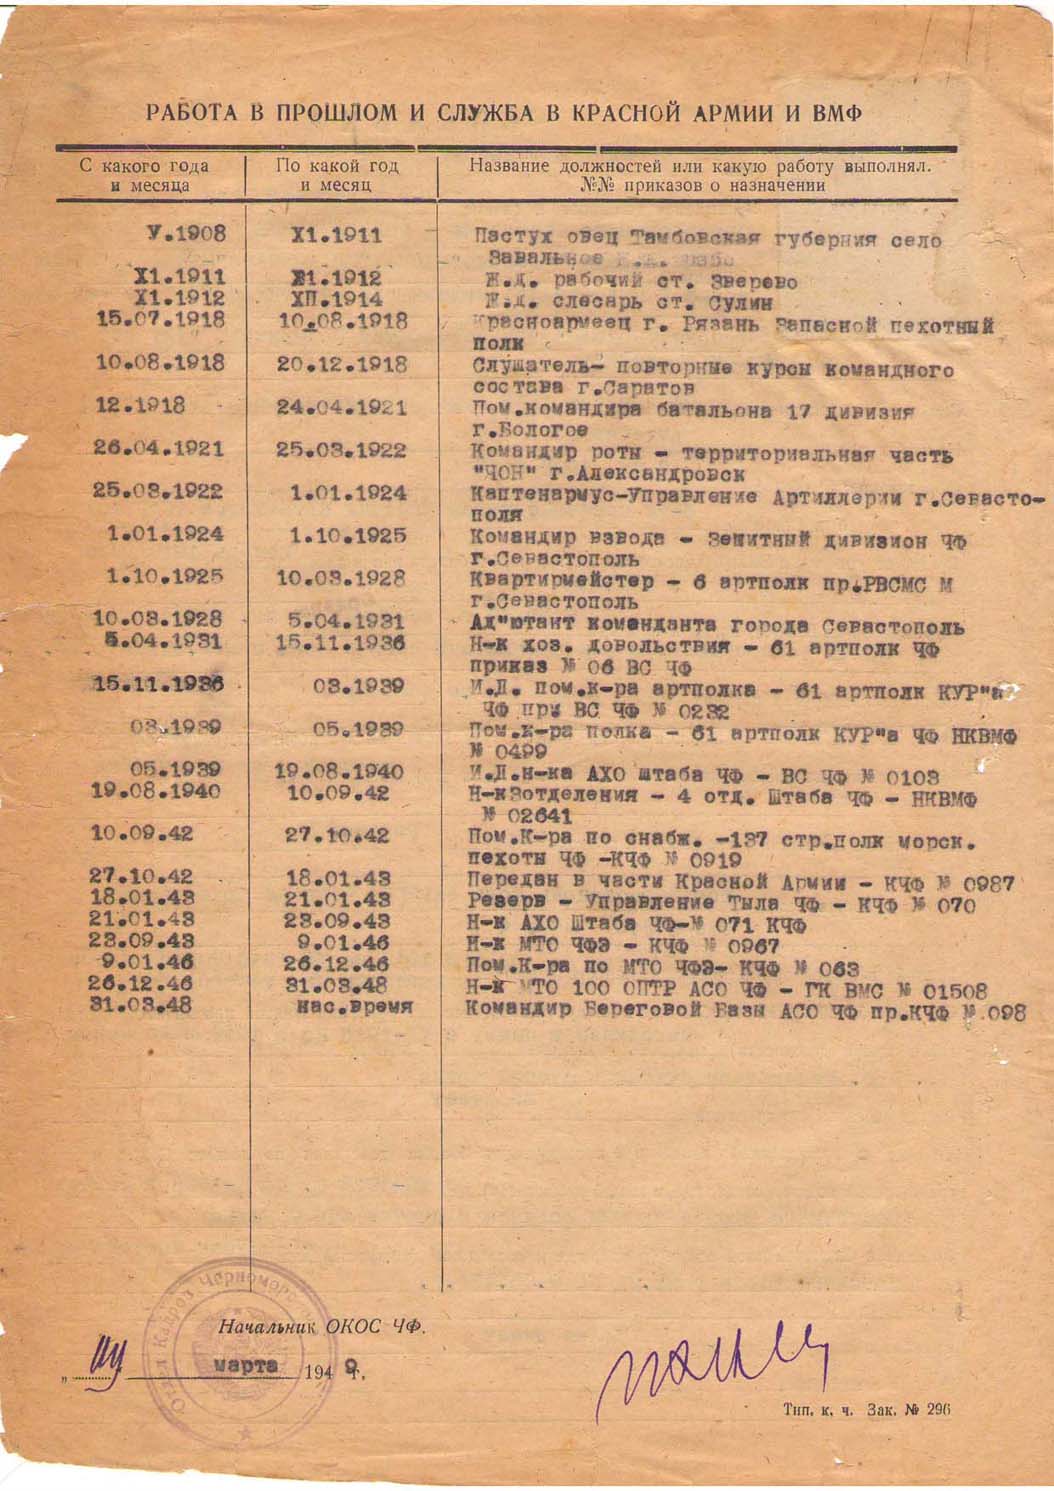 РАБОТА В ПРОШЛОМ И СЛУЖБА В КРАСНОЙ АРМИИ И ВМФ
С какого года По какой год Название должностей или какую работу выполнял.
и месяца и месяц №№ приказов о назначении
У.1908 Х1.1911 Пастух овец Тамбовская губерния село
Завальное
Х1.1911 Х1.1912 Ж.д. рабочий ст. Зверево
Х1.1912 ХП.1914 Ж.д. слесарь ст. Сулин
15.07.1918 10.08.1918 Красноармеец г. Рязань Запасной пехотный
полк
10.08.1918 20.12.1918 Слушатель- повторные курсы командного
состава г.Саратов
12.1918 24.04.1921 Пом.командира батальона 17 дивизия
г.Бологое
26.04.1921 25.03.1922 Командир роты - территориальная часть
"ЧОН" г.Александровск
25.03.1922 1.01.1924 Каптенармус-Управление Артиллерии г.Севасто-
поля
1.01.1924 1.10.1925 Командир взвода - Зенитный дивизион ЧФ
г.Севастополь
1.10.1925 10.03.1928 Квартирмейстер - 6 артполк пр.РВСМС М
г.Севастополь
10.03.1928 5.04.1931 Ад"ютант коменданта города Севастополь
5.04.1931 15.11.1936 Н-к хоз. довольствия - 61 артполк ЧФ
приказ № 06 ВС ЧФ
15.11.1936 03.1939 И.Д. пом.к-ра артполка - 61 артполк КУР"а
ЧФ при ВС ЧФ № 0232
03.1939 05.1939 Пом.к-ра полка - 61 артполк КУР"а ЧФ НКВМФ
№ 0499
05.1939 19.08.1940 И.Д.н-ка АХО штаба ЧФ - ВС ЧФ № 0103
19.08.1940 10.09.42 Н-к3отделения - 4 отд. Штаба ЧФ - НКВМФ
№ 02641
10.09.42 27.10.42 Пом.К-ра по снабж. -137 стр.полк морск.
пехоты ЧФ -КЧФ № 0919
27.10.42 18.01.43 Передан в части Красной Армии - КЧФ № 0987
18.01.43 21.01.43 Резерв - Управление Тыла ЧФ - КЧФ № 070
21.01.43 23.09.43 Н-к АХО Штаба ЧФ-№ 071 КЧФ
23.09.43 9.01.46 Н-к МТО ЧФЭ - КЧФ № 0967
9.01.46 26.12.46 Пом.К-ра по МТО ЧФЭ- КЧФ № 063
26.12.46 31.03.48 Н-к МТО 100 ОПТР АСО ЧФ - ГК ВМС № 01508
31.03.48 нас.время Командир Береговой Базы АСО ЧФ пр.КЧФ № 098
Отдел Кадров Черноморс
Начальник ОКОС ЧФ.
" марта 1949г.
Тип. к. ч. Зак. № 296